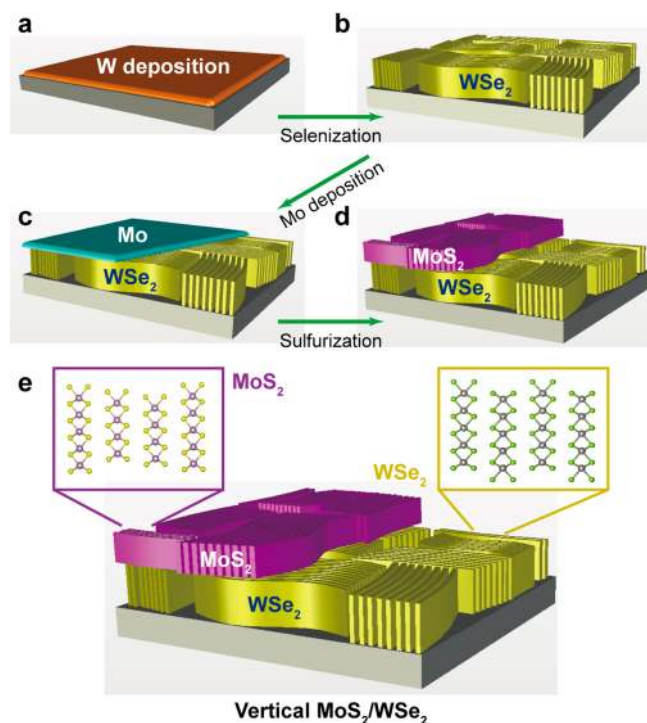 a
W deposition
b
WSe₂
Selenization
Mo deposition
c
Mo
WSe₂
d
MoS₂
WSe₂
Sulfurization
e
MoS₂
WSe₂
MoS₂
WSe₂
Vertical MoS₂/WSe₂